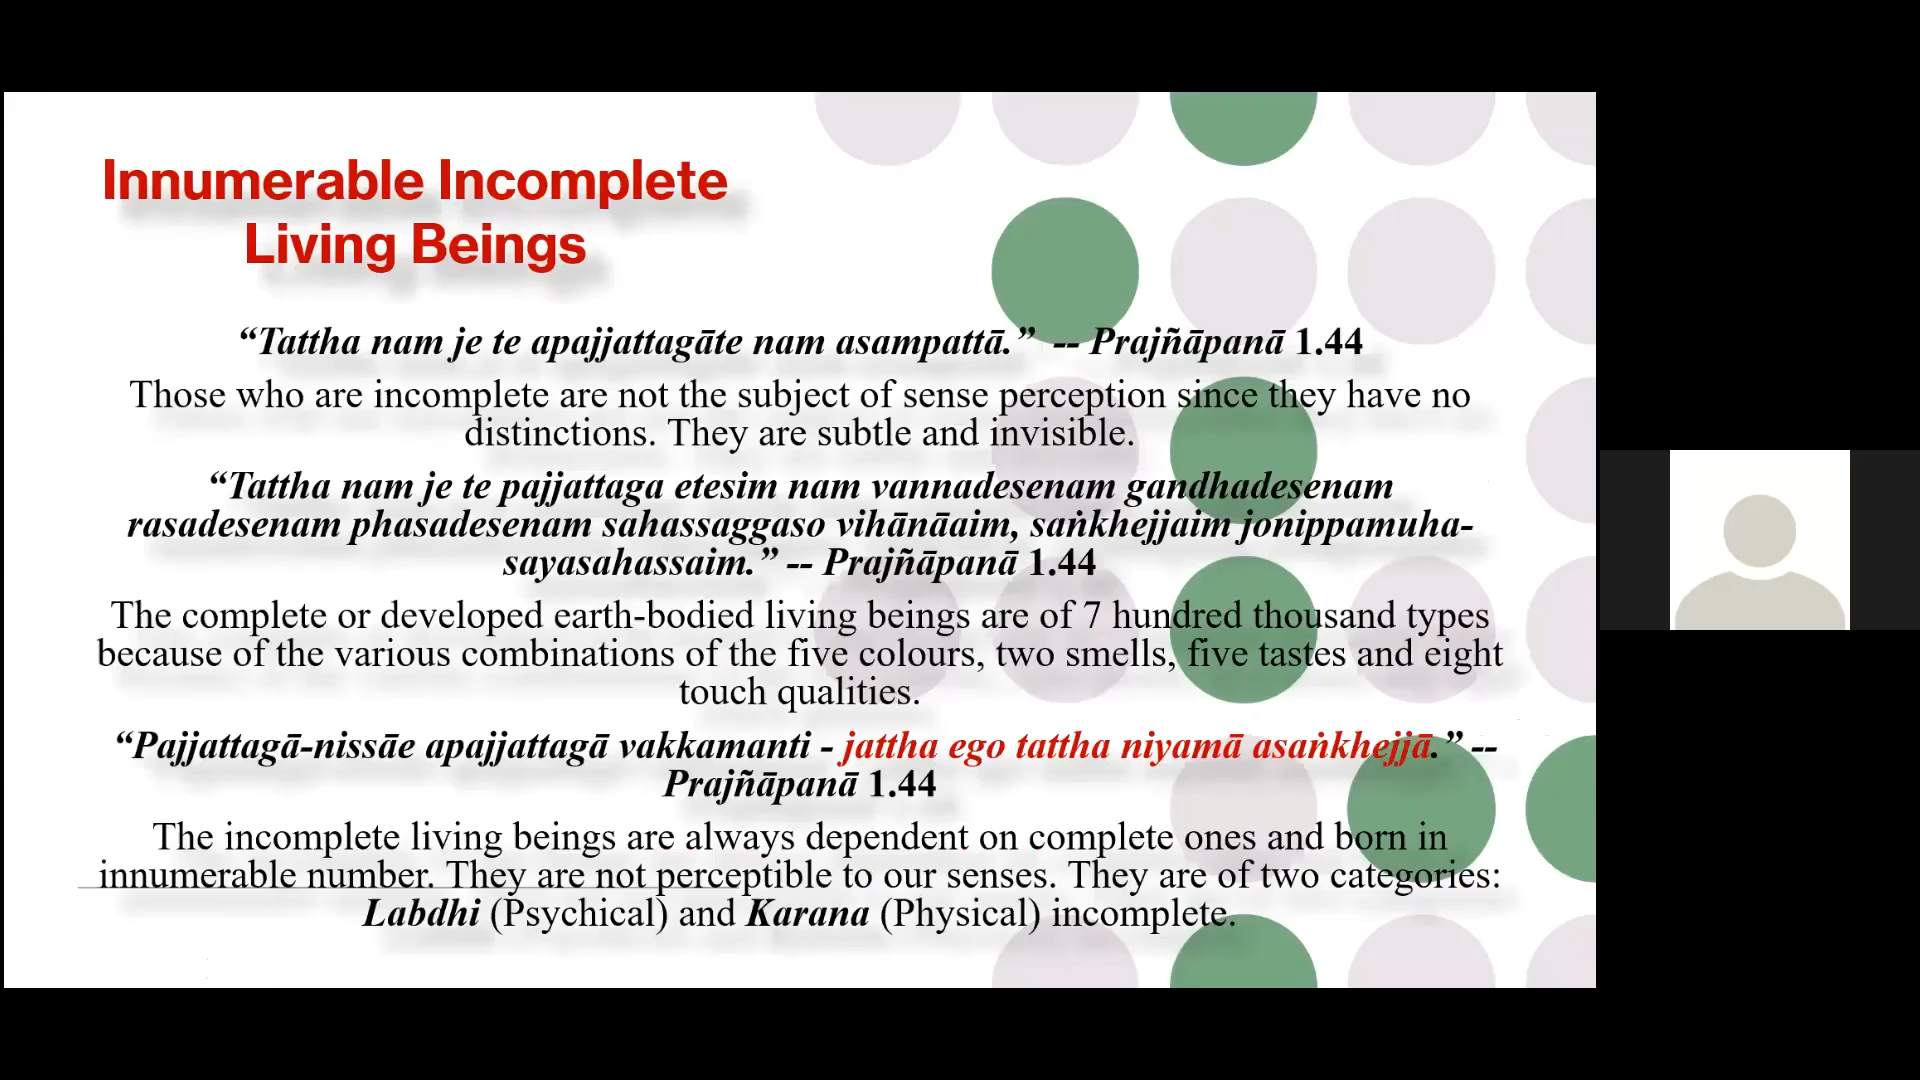 Innumerable Incomplete
Living Beings
“Tattha nam je te apajjattagāte nam asampattā.” -- Prajñāpanā 1.44
Those who are incomplete are not the subject of sense perception since they have no
distinctions. They are subtle and invisible.
“Tattha nam je te pajjattaga etesim nam vannadesenam gandhadesenam
rasadesenam phasadesenam sahassaggaso vihānāaim, saṅkhejjaim jonippamuha-
sayasahassaim.” -- Prajñāpanā 1.44
The complete or developed earth-bodied living beings are of 7 hundred thousand types
because of the various combinations of the five colours, two smells, five tastes and eight
touch qualities.
“Pajjattagā-nissāe apajjattagā vakkamanti - jattha ego tattha niyamā asaṅkhejjā.” --
Prajñāpanā 1.44
The incomplete living beings are always dependent on complete ones and born in
innumerable number. They are not perceptible to our senses. They are of two categories:
Labdhi (Psychical) and Karana (Physical) incomplete.